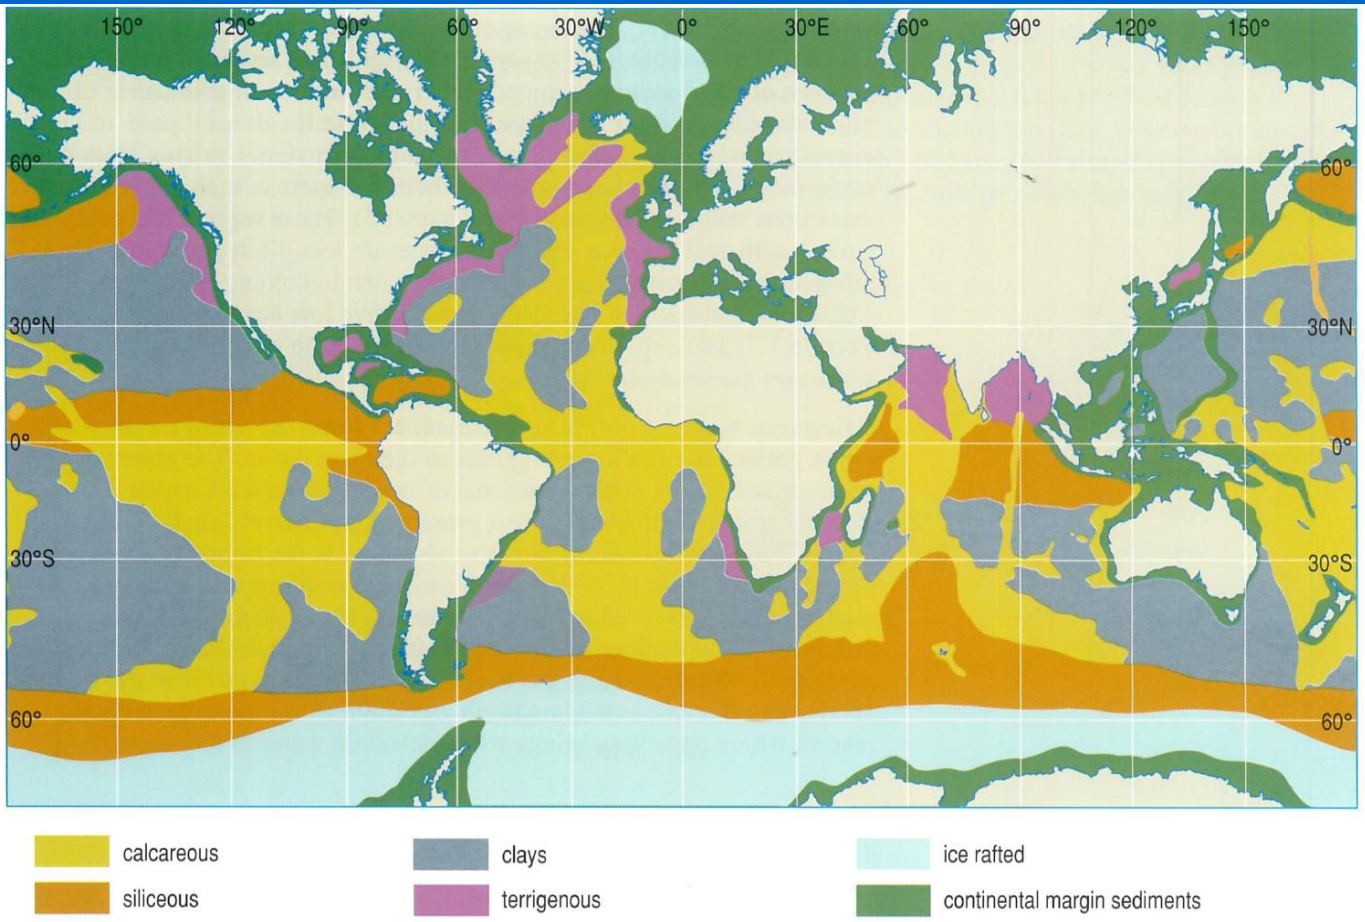 150° 120° 90° 60° 30°W 0° 30°E 60° 90° 120° 150°
60° 60°
30°N 30°N
0° 0°
30°S 30°S
60° 60°
calcareous clays ice rafted
siliceous terrigenous continental margin sediments